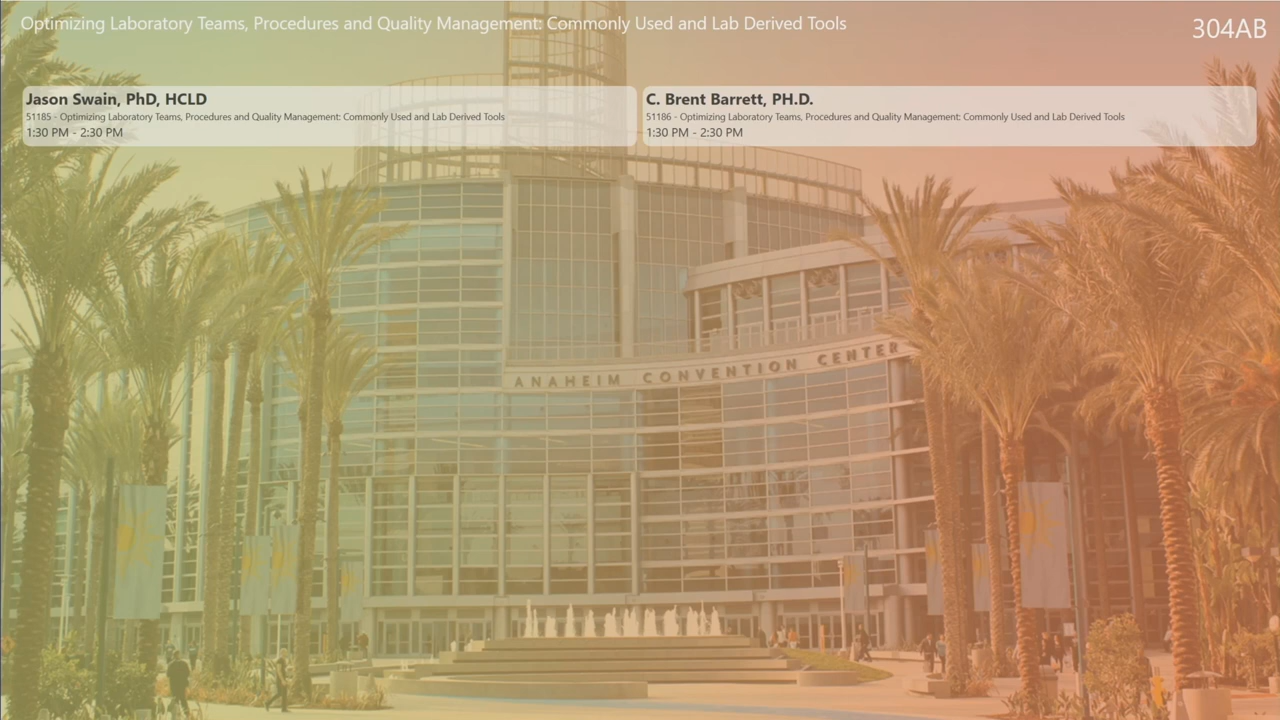 Optimizing Laboratory Teams, Procedures and Quality Management: Commonly Used and Lab Derived Tools
304AB
Jason Swain, PhD, HCLD
51185 - Optimizing Laboratory Teams, Procedures and Quality Management: Commonly Used and Lab Derived Tools
1:30 PM - 2:30 PM
C. Brent Barrett, PH.D.
51186 - Optimizing Laboratory Teams, Procedures and Quality Management: Commonly Used and Lab Derived Tools
1:30 PM - 2:30 PM
ANAHEIM CONVENTION CENTER